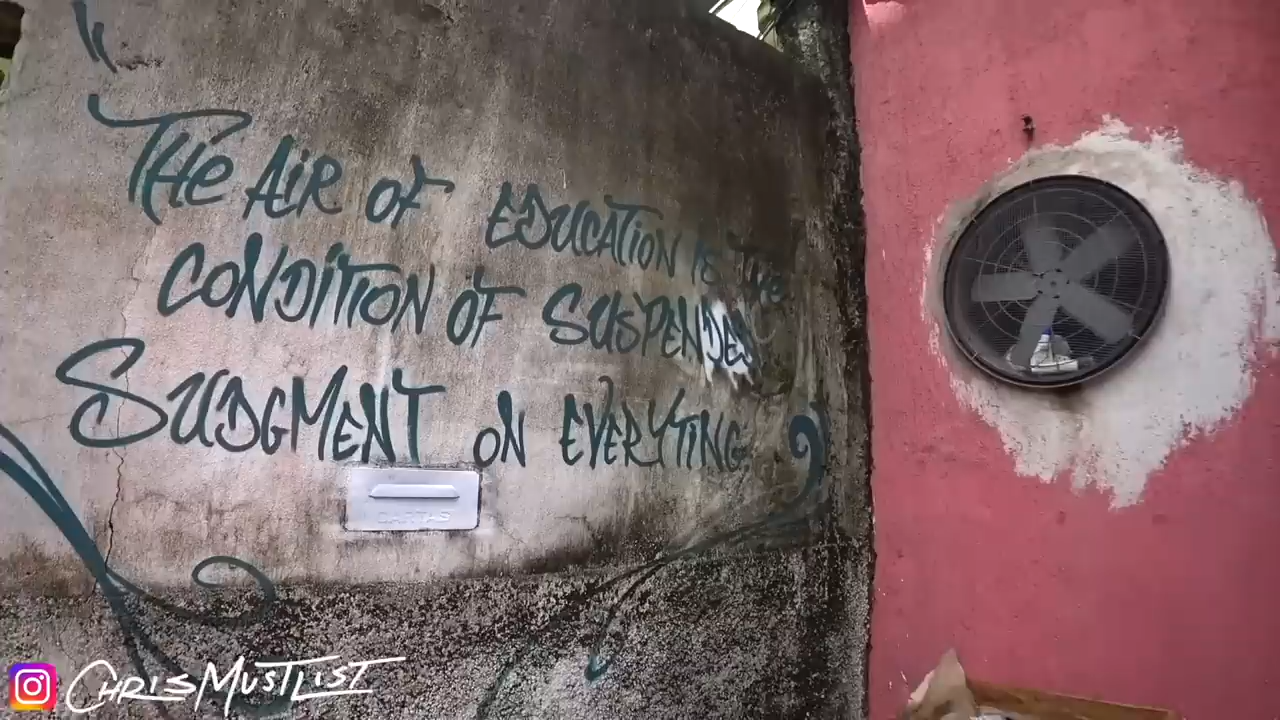 "THE AIR OF EDUCATION IS THE
CONDITION OF SUSPENDED
SUDGMENT ON EVERYTING.
CARTAS
CHRISMUSTLIST